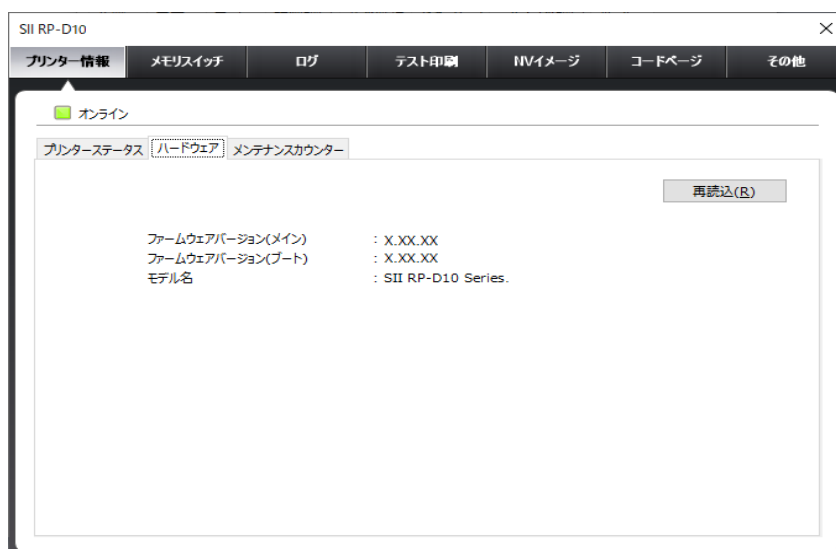 SII RP-D10
プリンター情報 メモリスイッチ ログ テスト印刷 NVイメージ コードページ その他
オンライン
プリンターステータス ハードウェア メンテナンスカウンター
再読込(R)
ファームウェアバージョン(メイン) : X.XX.XX
ファームウェアバージョン(ブート) : X.XX.XX
モデル名 : SII RP-D10 Series.